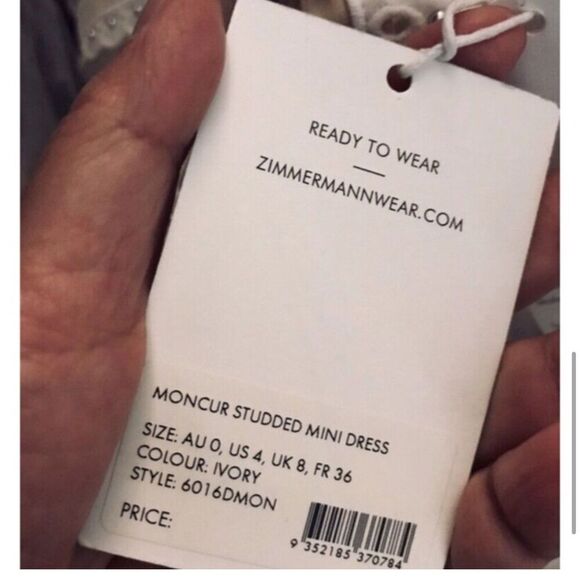 READY TO WEAR
ZIMMERMANNWEAR.COM
MONCUR STUDDED MINI DRESS
SIZE: AU 0, US 4, UK 8, FR 36
COLOUR: IVORY
STYLE: 6016DMON
PRICE:
9 352185 370784